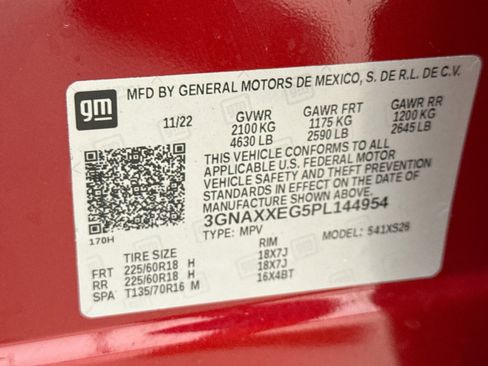 gm
MFD BY GENERAL MOTORS DE MEXICO, S. DE R.L. DE C.V.
11/22 GVWR GAWR FRT GAWR RR
2100 KG 1175 KG 1200 KG
4630 LB 2590 LB 2645 LB
THIS VEHICLE CONFORMS TO ALL
APPLICABLE U.S. FEDERAL MOTOR
VEHICLE SAFETY AND THEFT PREVENTION
STANDARDS IN EFFECT ON THE DATE OF
MANUFACTURE SHOWN ABOVE.
3GNAXXEG5PL144954
170H TYPE: MPV MODEL: 541XS26
TIRE SIZE RIM
FRT 225/60R18 H 18X7J
RR 225/60R18 H 18X7J
SPA T135/70R16 M 16X4BT